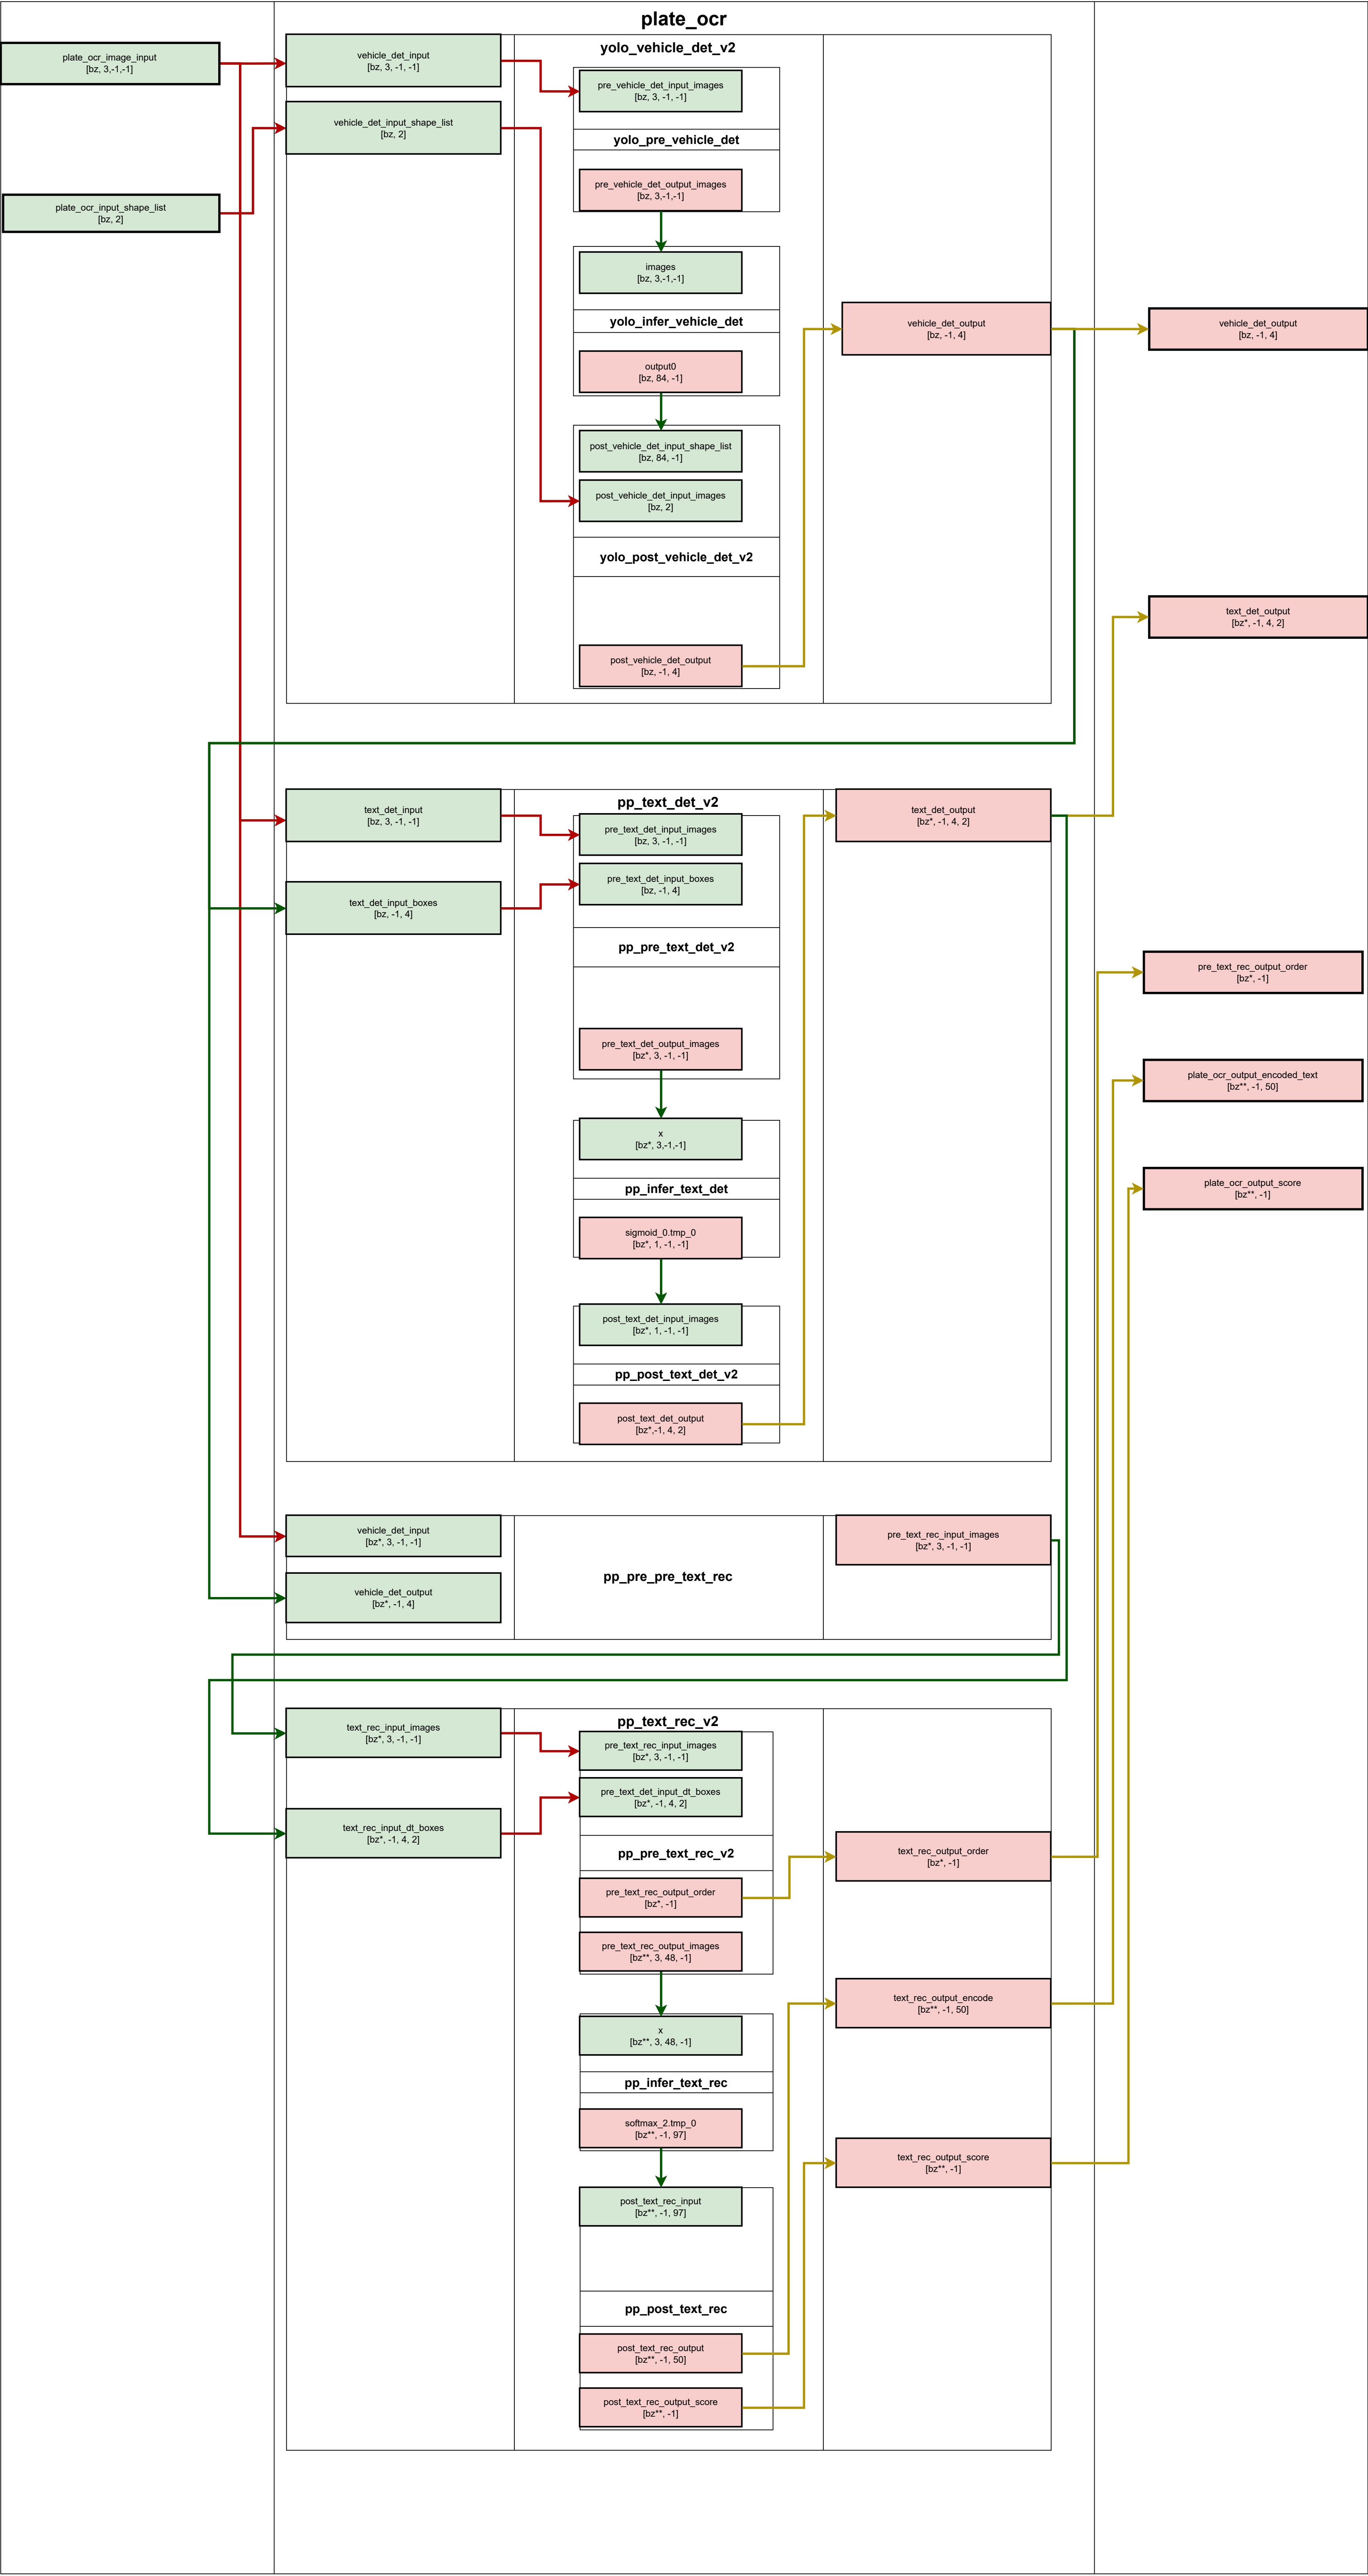 plate_ocr
plate_ocr_image_input
[bz, 3,-1,-1]
plate_ocr_input_shape_list
[bz, 2]
vehicle_det_input
[bz, 3, -1, -1]
vehicle_det_input_shape_list
[bz, 2]
yolo_vehicle_det_v2
pre_vehicle_det_input_images
[bz, 3, -1, -1]
yolo_pre_vehicle_det
pre_vehicle_det_output_images
[bz, 3,-1,-1]
images
[bz, 3,-1,-1]
yolo_infer_vehicle_det
output0
[bz, 84, -1]
post_vehicle_det_input_shape_list
[bz, 84, -1]
post_vehicle_det_input_images
[bz, 2]
yolo_post_vehicle_det_v2
post_vehicle_det_output
[bz, -1, 4]
vehicle_det_output
[bz, -1, 4]
vehicle_det_output
[bz, -1, 4]
text_det_output
[bz*, -1, 4, 2]
text_det_input
[bz, 3, -1, -1]
text_det_input_boxes
[bz, -1, 4]
pp_text_det_v2
pre_text_det_input_images
[bz, 3, -1, -1]
pre_text_det_input_boxes
[bz, -1, 4]
pp_pre_text_det_v2
pre_text_det_output_images
[bz*, 3, -1, -1]
x
[bz*, 3,-1,-1]
pp_infer_text_det
sigmoid_0.tmp_0
[bz*, 1, -1, -1]
post_text_det_input_images
[bz*, 1, -1, -1]
pp_post_text_det_v2
post_text_det_output
[bz*,-1, 4, 2]
text_det_output
[bz*, -1, 4, 2]
pre_text_rec_output_order
[bz*, -1]
plate_ocr_output_encoded_text
[bz**, -1, 50]
plate_ocr_output_score
[bz**, -1]
vehicle_det_input
[bz*, 3, -1, -1]
vehicle_det_output
[bz*, -1, 4]
pp_pre_pre_text_rec
pre_text_rec_input_images
[bz*, 3, -1, -1]
text_rec_input_images
[bz*, 3, -1, -1]
text_rec_input_dt_boxes
[bz*, -1, 4, 2]
pp_text_rec_v2
pre_text_rec_input_images
[bz*, 3, -1, -1]
pre_text_det_input_dt_boxes
[bz*, -1, 4, 2]
pp_pre_text_rec_v2
pre_text_rec_output_order
[bz*, -1]
pre_text_rec_output_images
[bz**, 3, 48, -1]
x
[bz**, 3, 48, -1]
pp_infer_text_rec
softmax_2.tmp_0
[bz**, -1, 97]
post_text_rec_input
[bz**, -1, 97]
pp_post_text_rec
post_text_rec_output
[bz**, -1, 50]
post_text_rec_output_score
[bz**, -1]
text_rec_output_order
[bz*, -1]
text_rec_output_encode
[bz**, -1, 50]
text_rec_output_score
[bz**, -1]